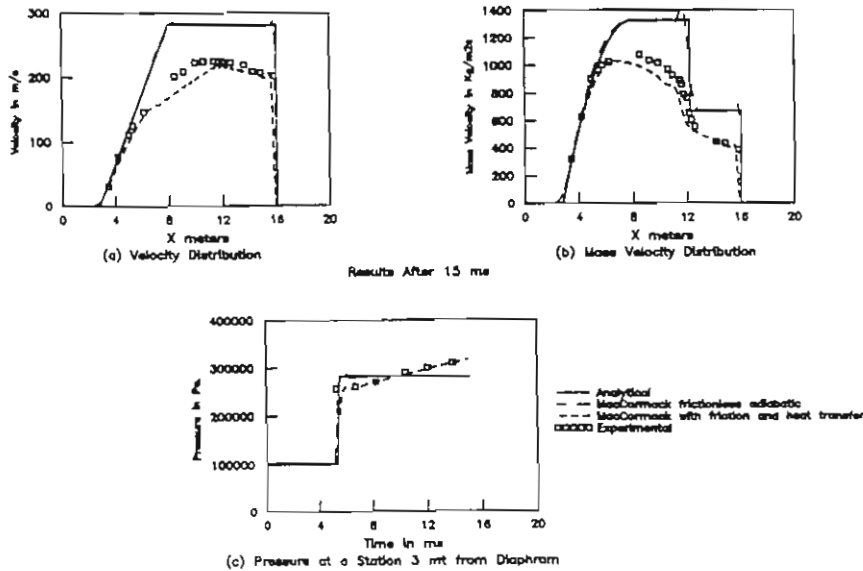 Velocity in m/s
300
200
100
0
0 4 8 12 16 20
X meters
(a) Velocity Distribution
Mass Velocity in Kg/m2s
1400
1200
1000
800
600
400
200
0
0 4 8 12 16 20
X meters
(b) Mass Velocity Distribution
Results After 15 ms
Pressure in Pa.
400000
300000
200000
100000
0
0 4 8 12 16 20
Time in ms
(c) Pressure at a Station 3 mt from Diaphram
Analytical
MacCormack frictionless adiabatic
MacCormack with friction and heat transfer
Experimental